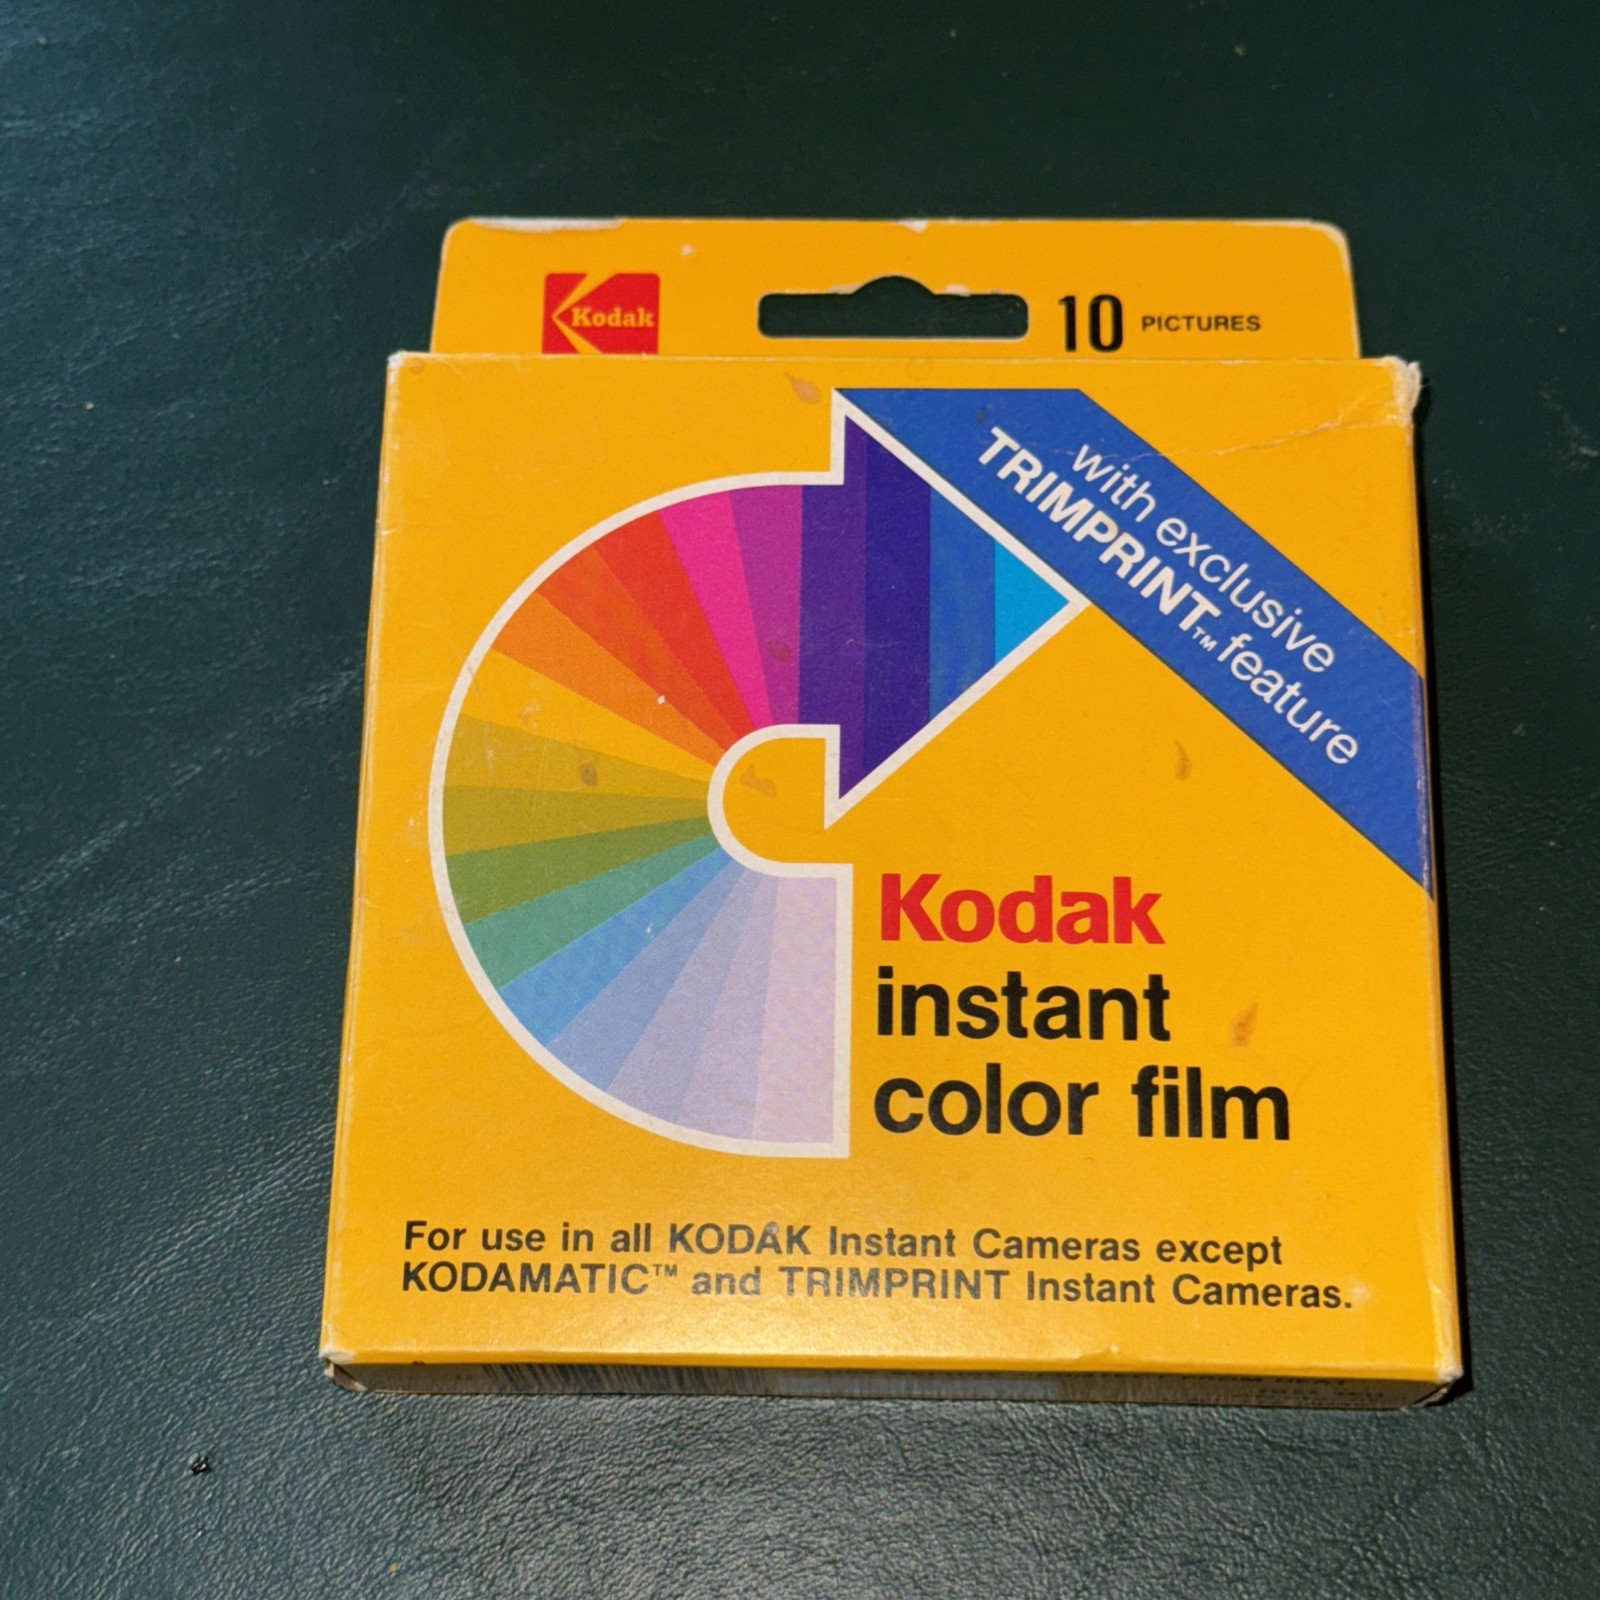 Kodak
10 PICTURES
with exclusive
TRIMPRINT™ feature
Kodak
instant
color film
For use in all KODAK Instant Cameras except
KODAMATIC™ and TRIMPRINT Instant Cameras.